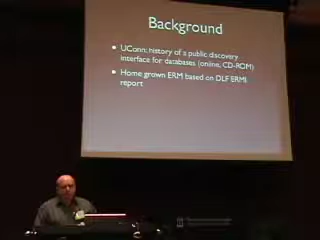 Background
• UConn: history of a public discovery
interface for databases (online, CD-ROM)
• Home grown ERM based on DLF ERMI
report